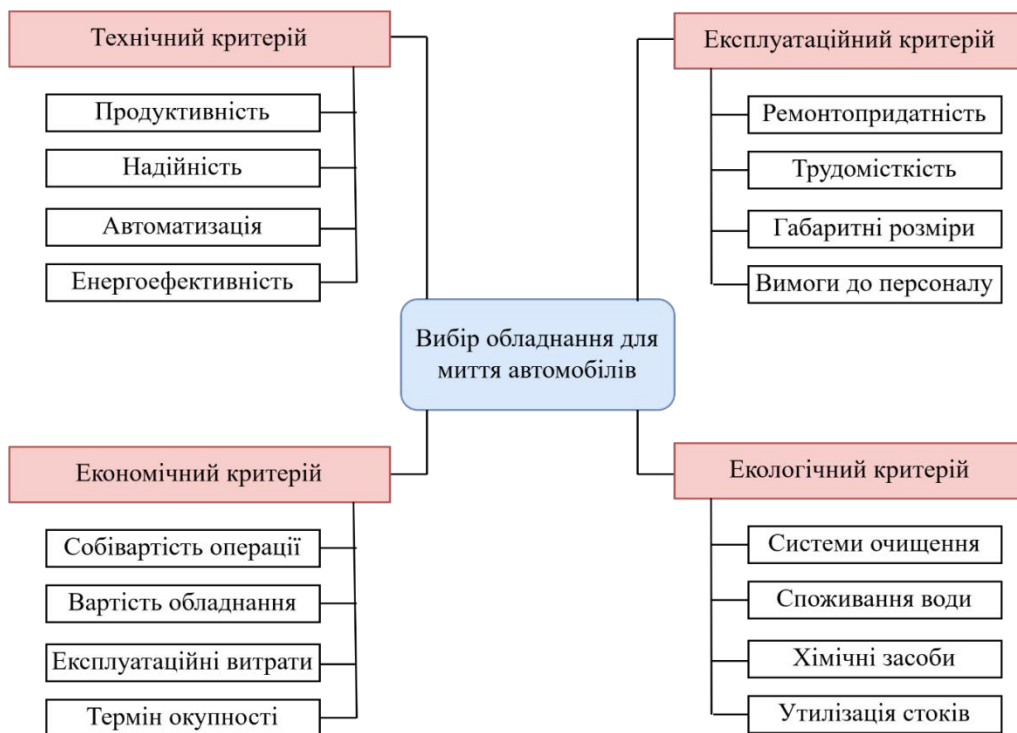 Технічний критерій
Продуктивність
Надійність
Автоматизація
Енергоефективність
Експлуатаційний критерій
Ремонтопридатність
Трудомісткість
Габаритні розміри
Вимоги до персоналу
Вибір обладнання для
миття автомобілів
Економічний критерій
Собівартість операції
Вартість обладнання
Експлуатаційні витрати
Термін окупності
Екологічний критерій
Системи очищення
Споживання води
Хімічні засоби
Утилізація стоків